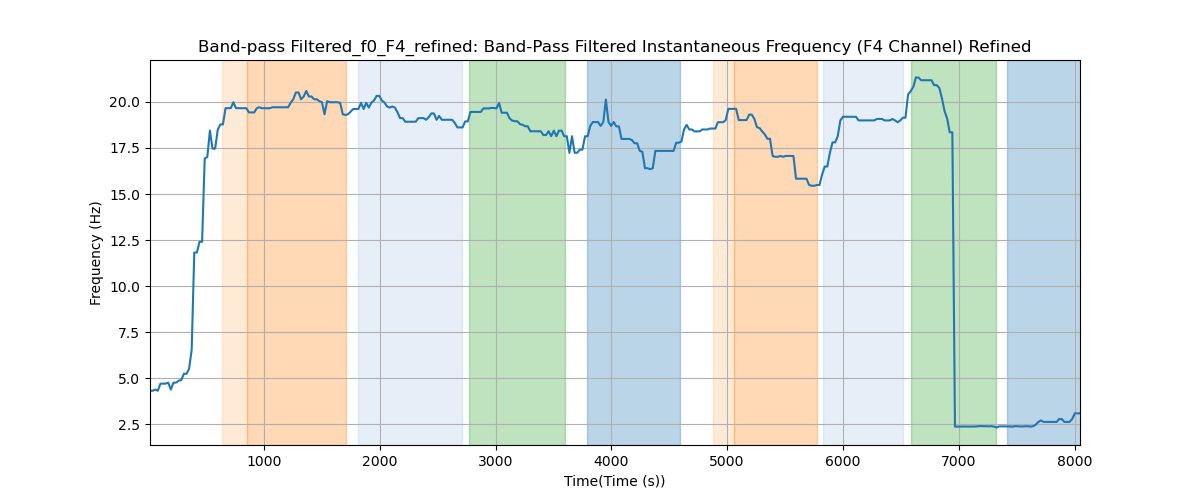 Band-pass Filtered_f0_F4_refined: Band-Pass Filtered Instantaneous Frequency (F4 Channel) Refined
20.0
17.5
15.0
12.5
10.0
7.5
5.0
2.5
Frequency (Hz)
1000 2000 3000 4000 5000 6000 7000 8000
Time(Time (s))